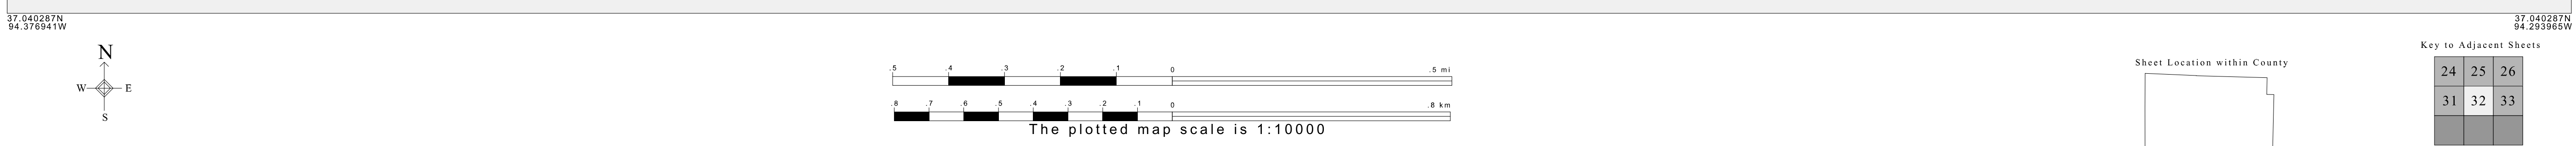 37.040287N
94.376941W
37.040287N
94.293965W
N
W E
S
.5 .4 .3 .2 .1 0 .5 mi
.8 .7 .6 .5 .4 .3 .2 .1 0 .8 km
The plotted map scale is 1:10000
Sheet Location within County
Key to Adjacent Sheets
24 25 26
31 32 33